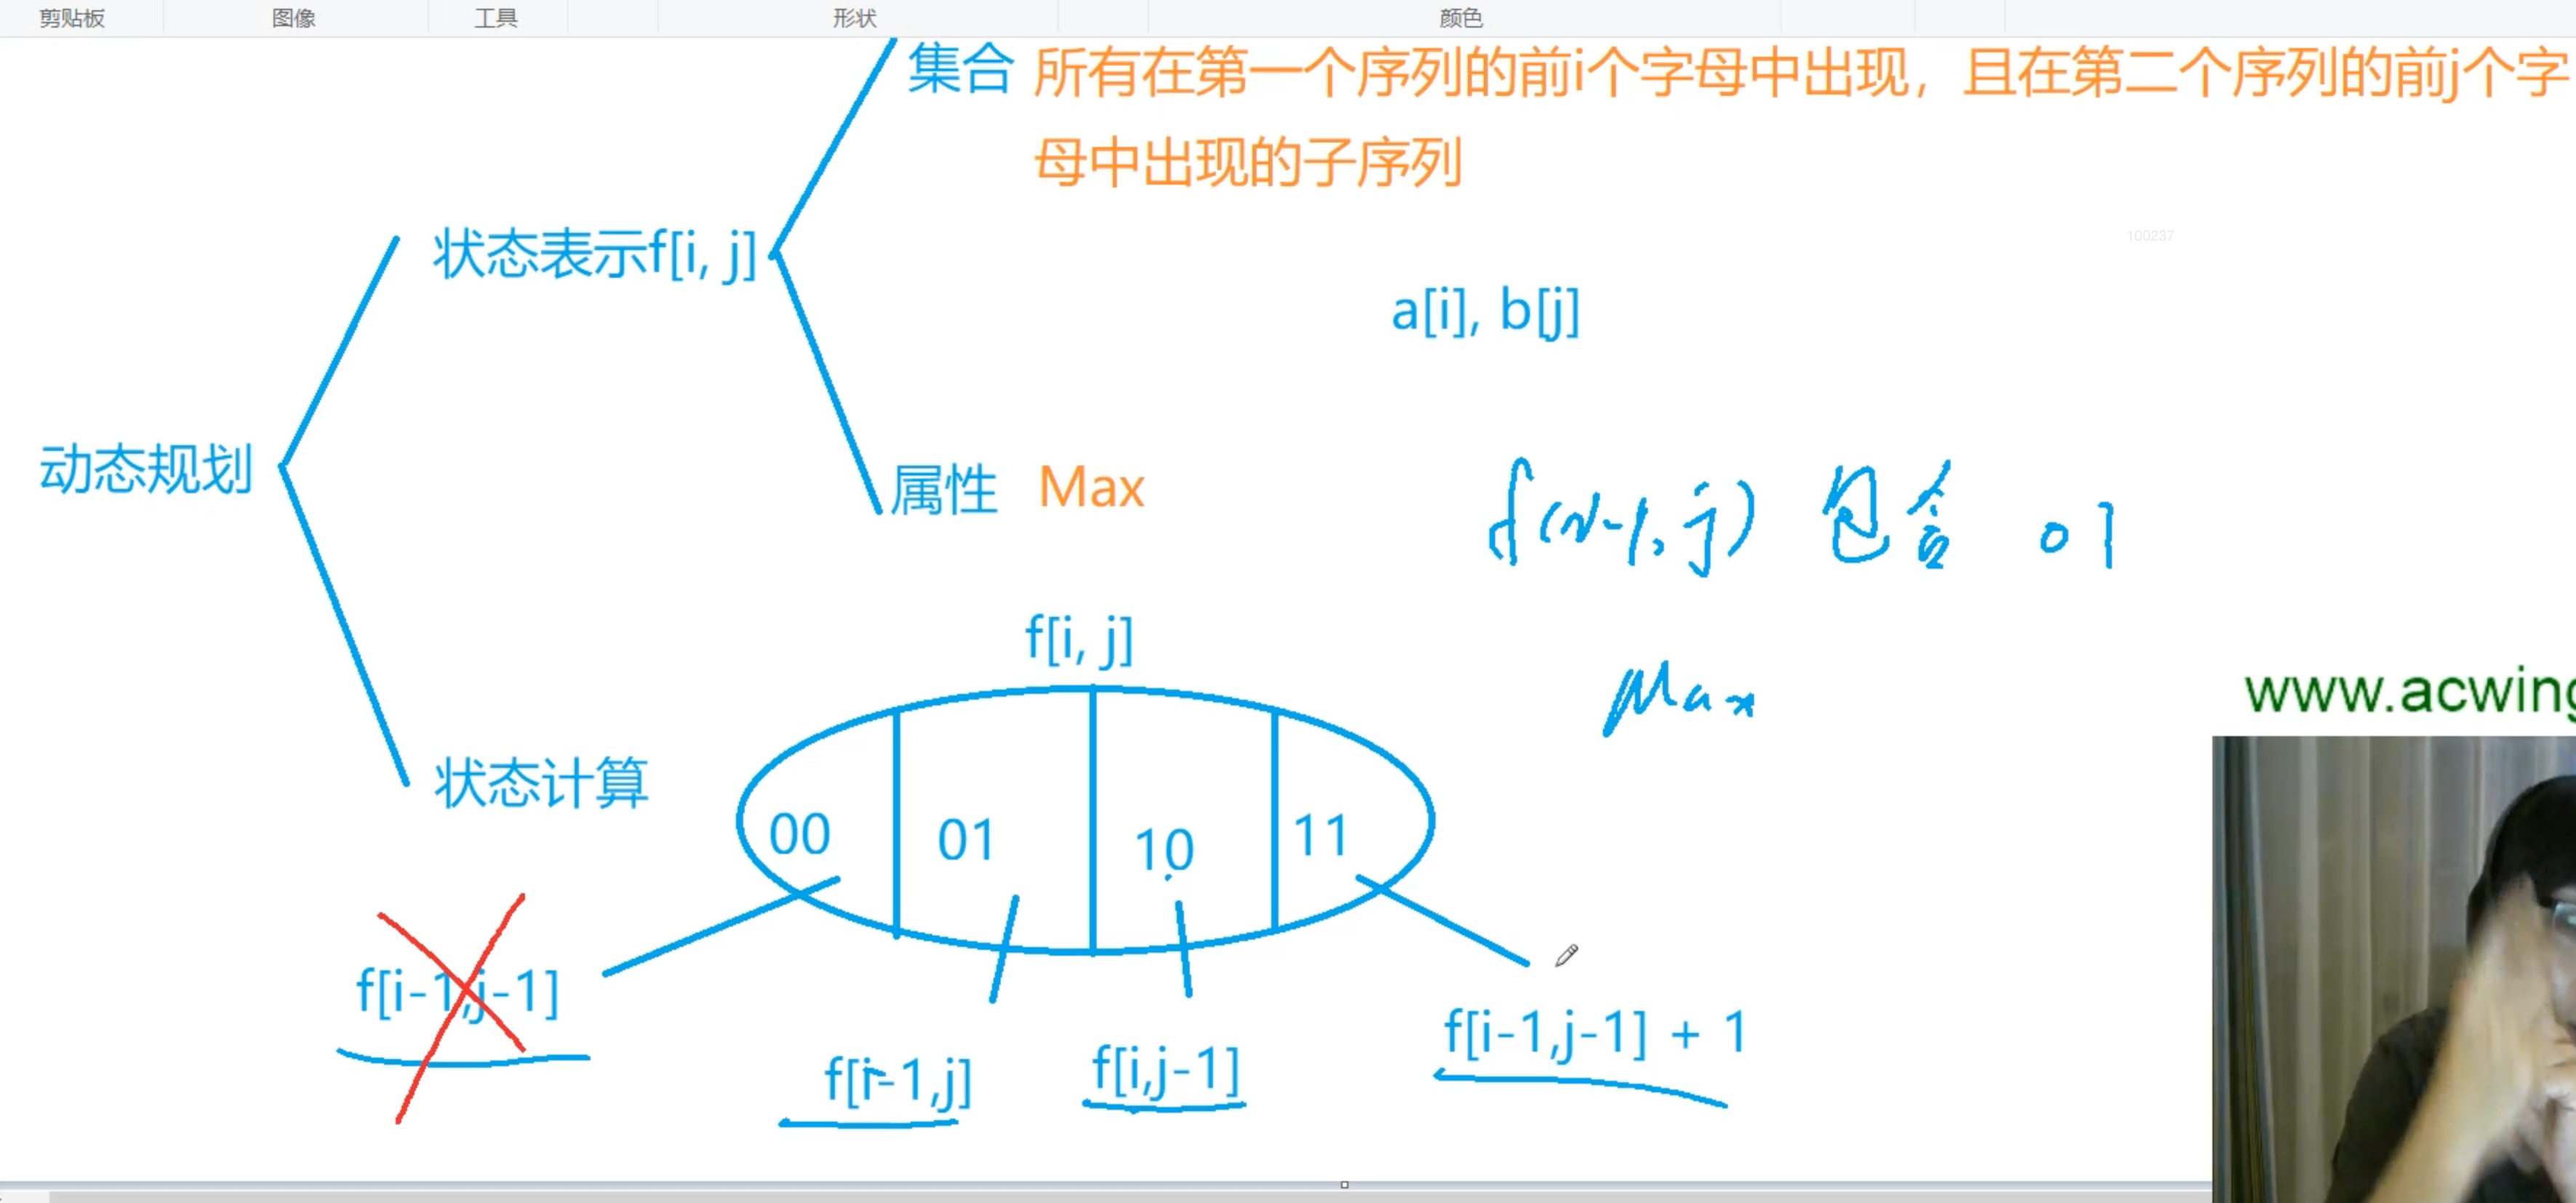 剪贴板 图像 工具 形状 颜色
集合 所有在第一个序列的前i个字母中出现，且在第二个序列的前j个字
母中出现的子序列
100237
状态表示f[i, j]
a[i], b[j]
动态规划
属性 Max
f(i-1, j) 包含 01
f[i, j]
Max
www.acwing
状态计算
00 01 10 11
f[i-1,j-1]
f[i-1,j-1] + 1
f[i-1,j]
f[i,j-1]